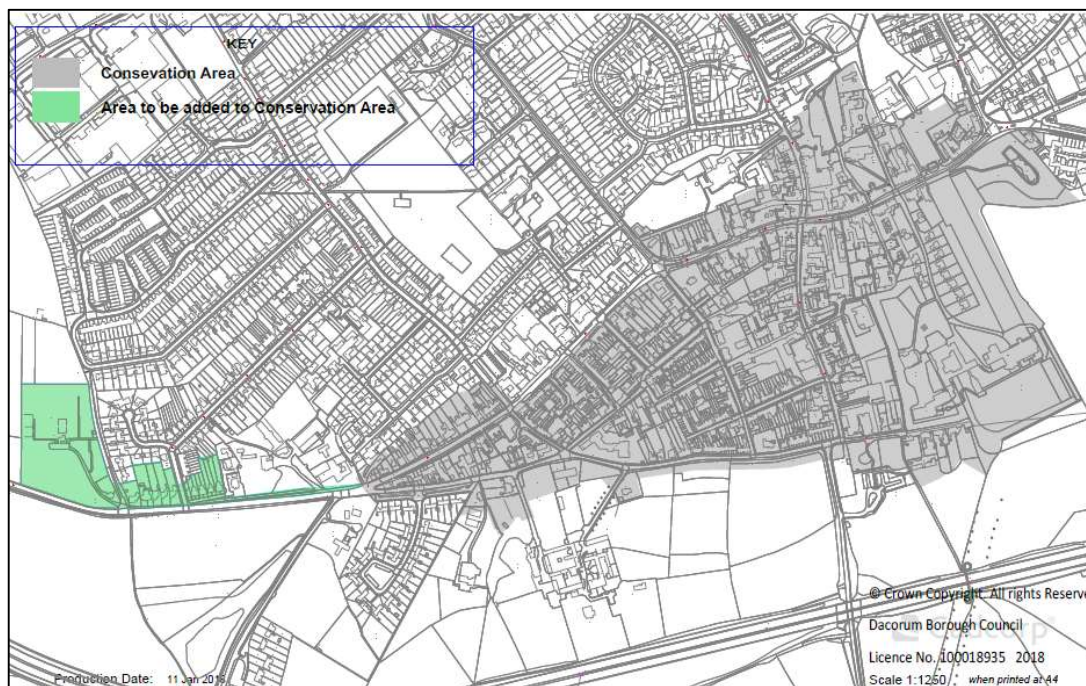 KEY
Consevation Area
Area to be added to Conservation Area
© Crown Copyright. All rights Reserve
Dacorum Borough Council
Licence No. 100018935 2018
Production Date: 11 Jan 201
Scale 1:1250 when printed at A4